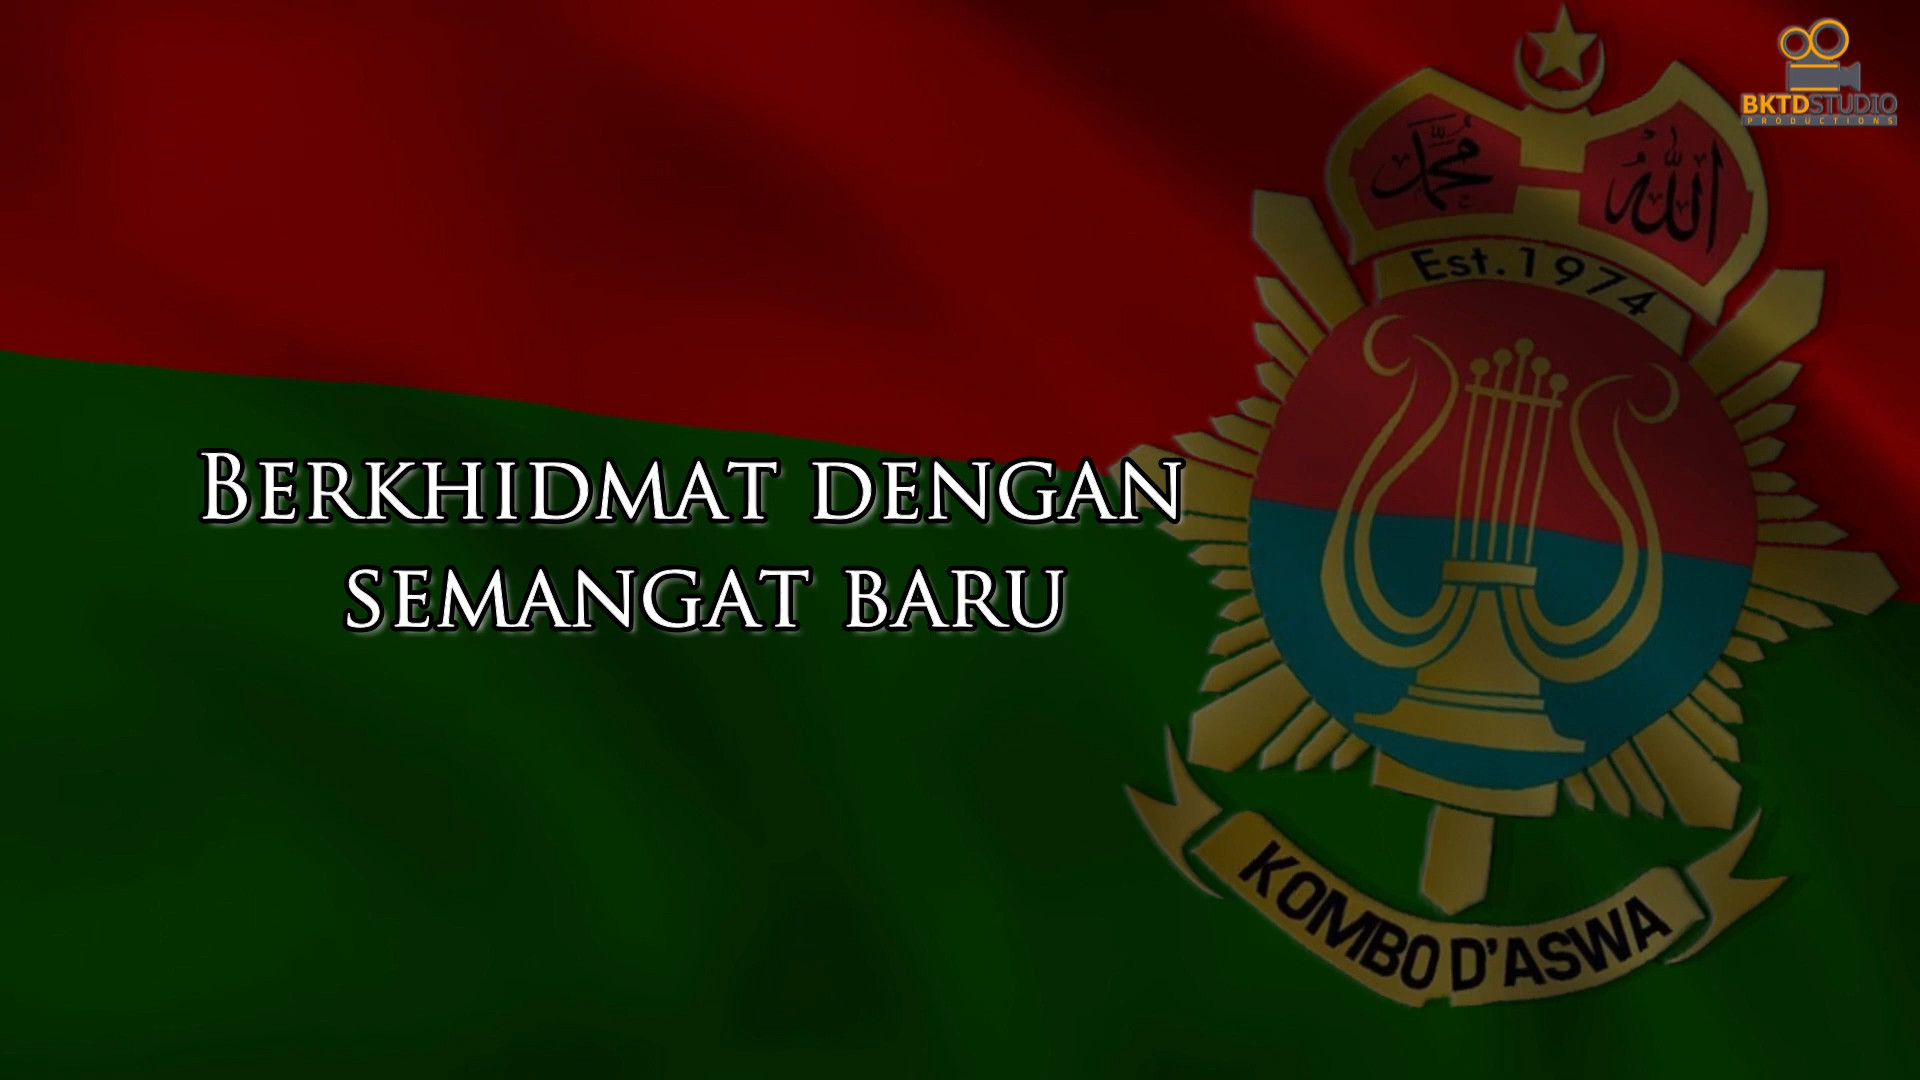 BKTDSTUDIO
PRODUCTIONS
محمد
الله
Est.1974
BERKHIDMAT DENGAN
SEMANGAT BARU
KOMBO D'ASWA